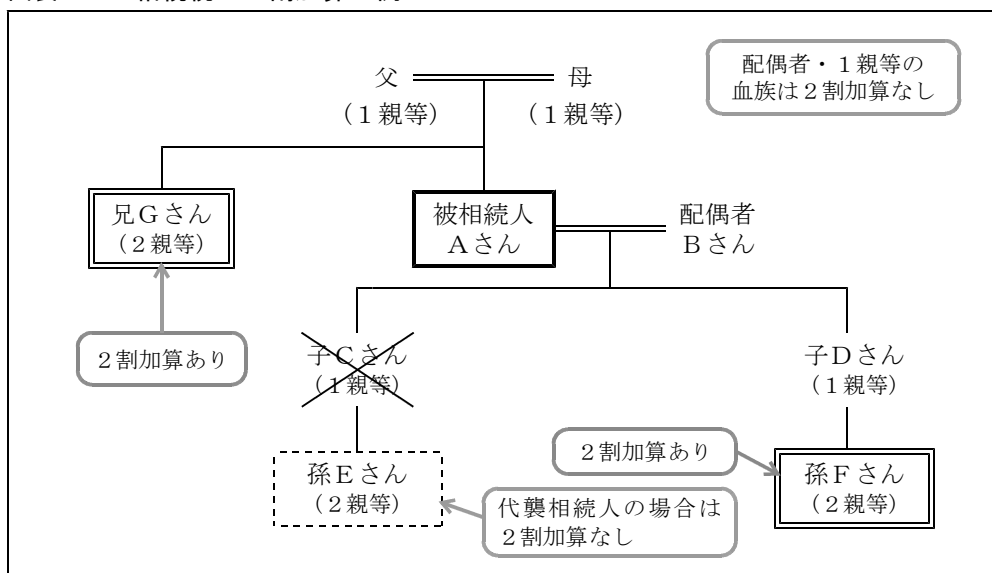 父
母
（１親等）
（１親等）
配偶者・１親等の
血族は２割加算なし
兄Ｇさん
（２親等）
被相続人
Ａさん
配偶者
Ｂさん
２割加算あり
子Ｃさん
（１親等）
子Ｄさん
（１親等）
孫Ｅさん
（２親等）
代襲相続人の場合は
２割加算なし
２割加算あり
孫Ｆさん
（２親等）